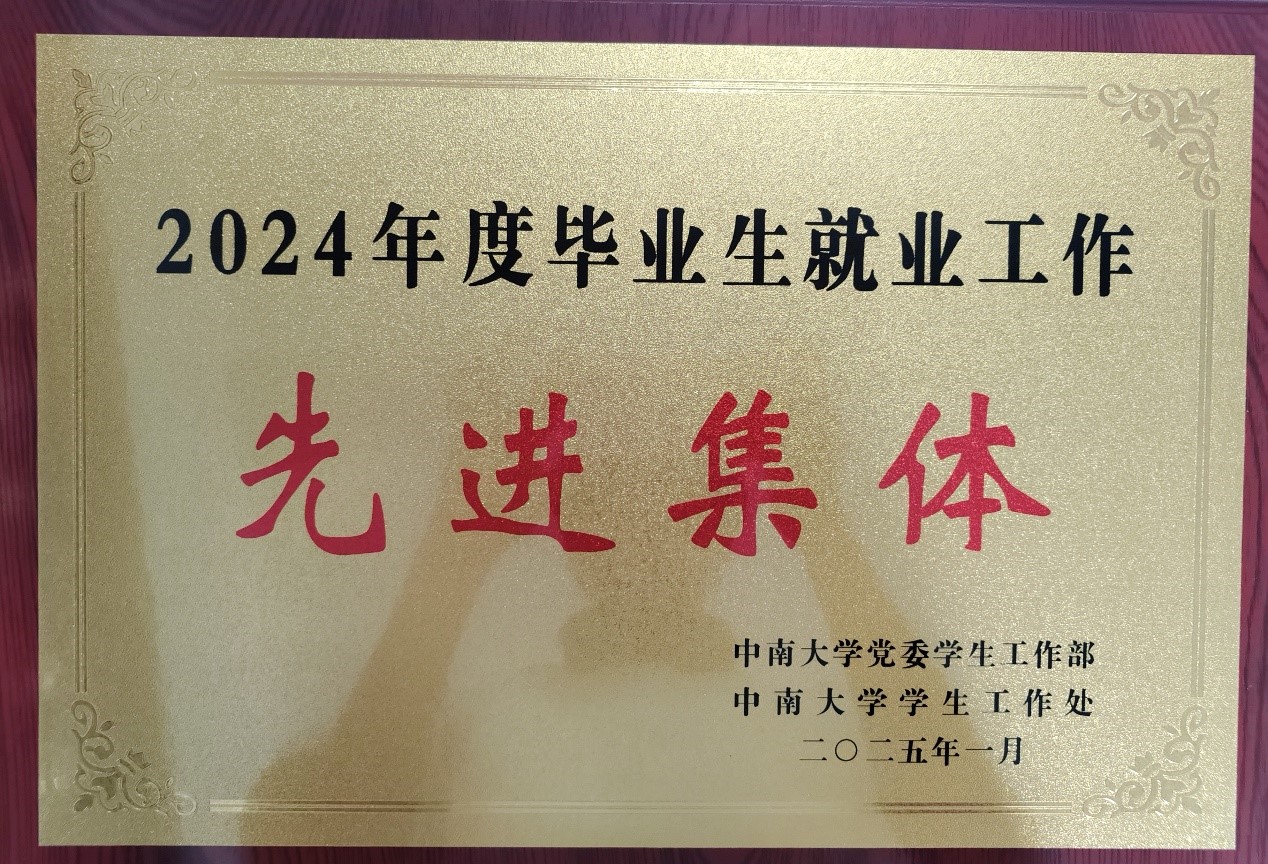 2024年度毕业生就业工作
先进集体
中南大学党委学生工作部
中南大学学生工作处
二〇二五年一月